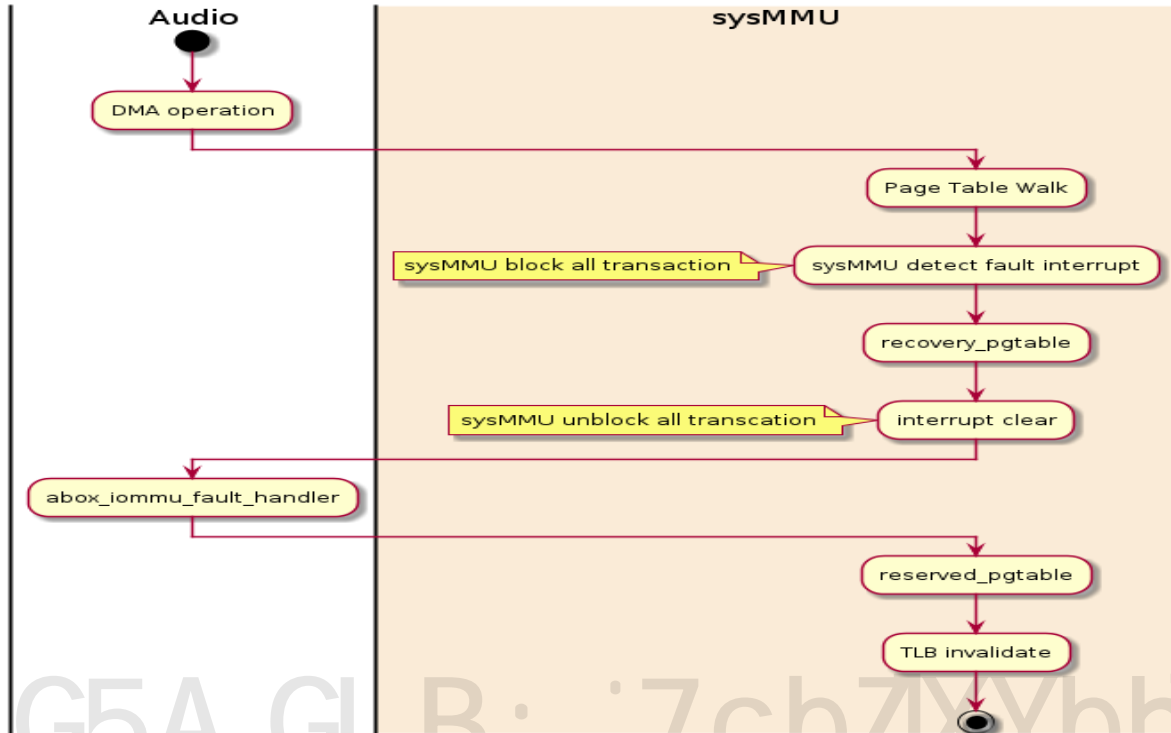 Audio
sysMMU
DMA operation
Page Table Walk
sysMMU block all transaction
sysMMU detect fault interrupt
recovery_pgtable
sysMMU unblock all transcation
interrupt clear
abox_iommu_fault_handler
reserved_pgtable
TLB invalidate